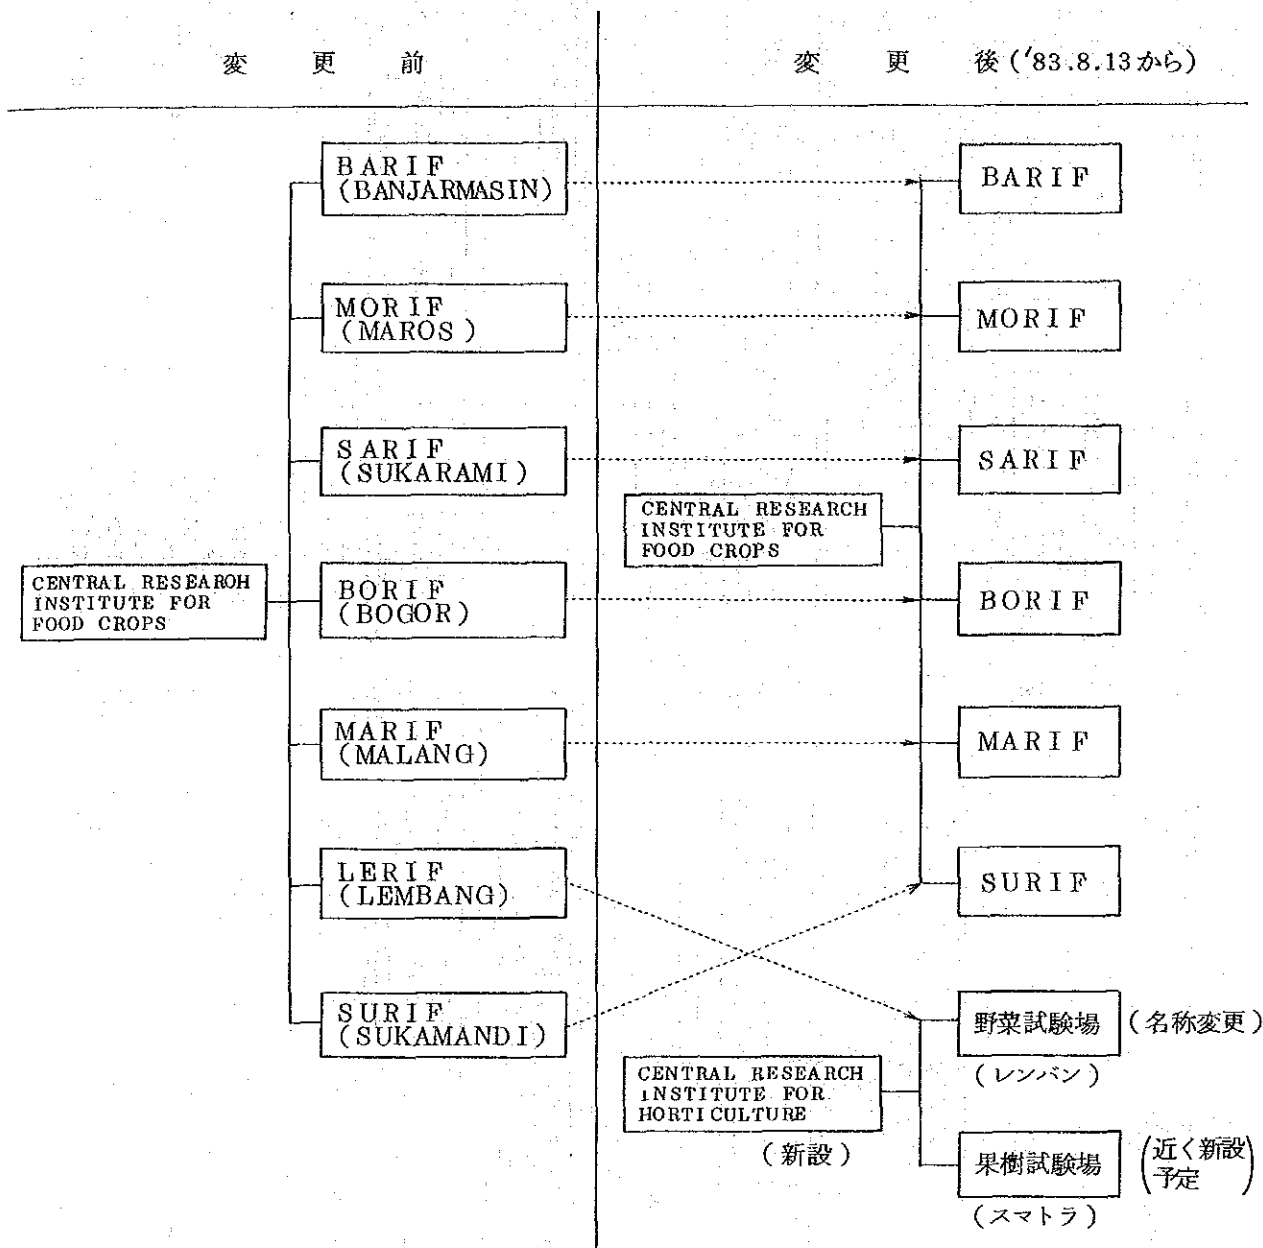 変更前
変更後('83.8.13から)
BARIF
(BANJARMASIN)
MORIF
(MAROS)
SARIF
(SUKARAMI)
CENTRAL RESEAROH
INSTITUTE FOR
FOOD CROPS
BORIF
(BOGOR)
MARIF
(MALANG)
LERIF
(LEMBANG)
SURIF
(SUKAMANDI)
BARIF
MORIF
SARIF
CENTRAL RESEARCH
INSTITUTE FOR
FOOD CROPS
BORIF
MARIF
SURIF
野菜試験場 (名称変更)
(レンバン)
CENTRAL RESEARCH
INSTITUTE FOR
HORTICULTURE
(新設)
果樹試験場 (近く新設
予定)
(スマトラ)